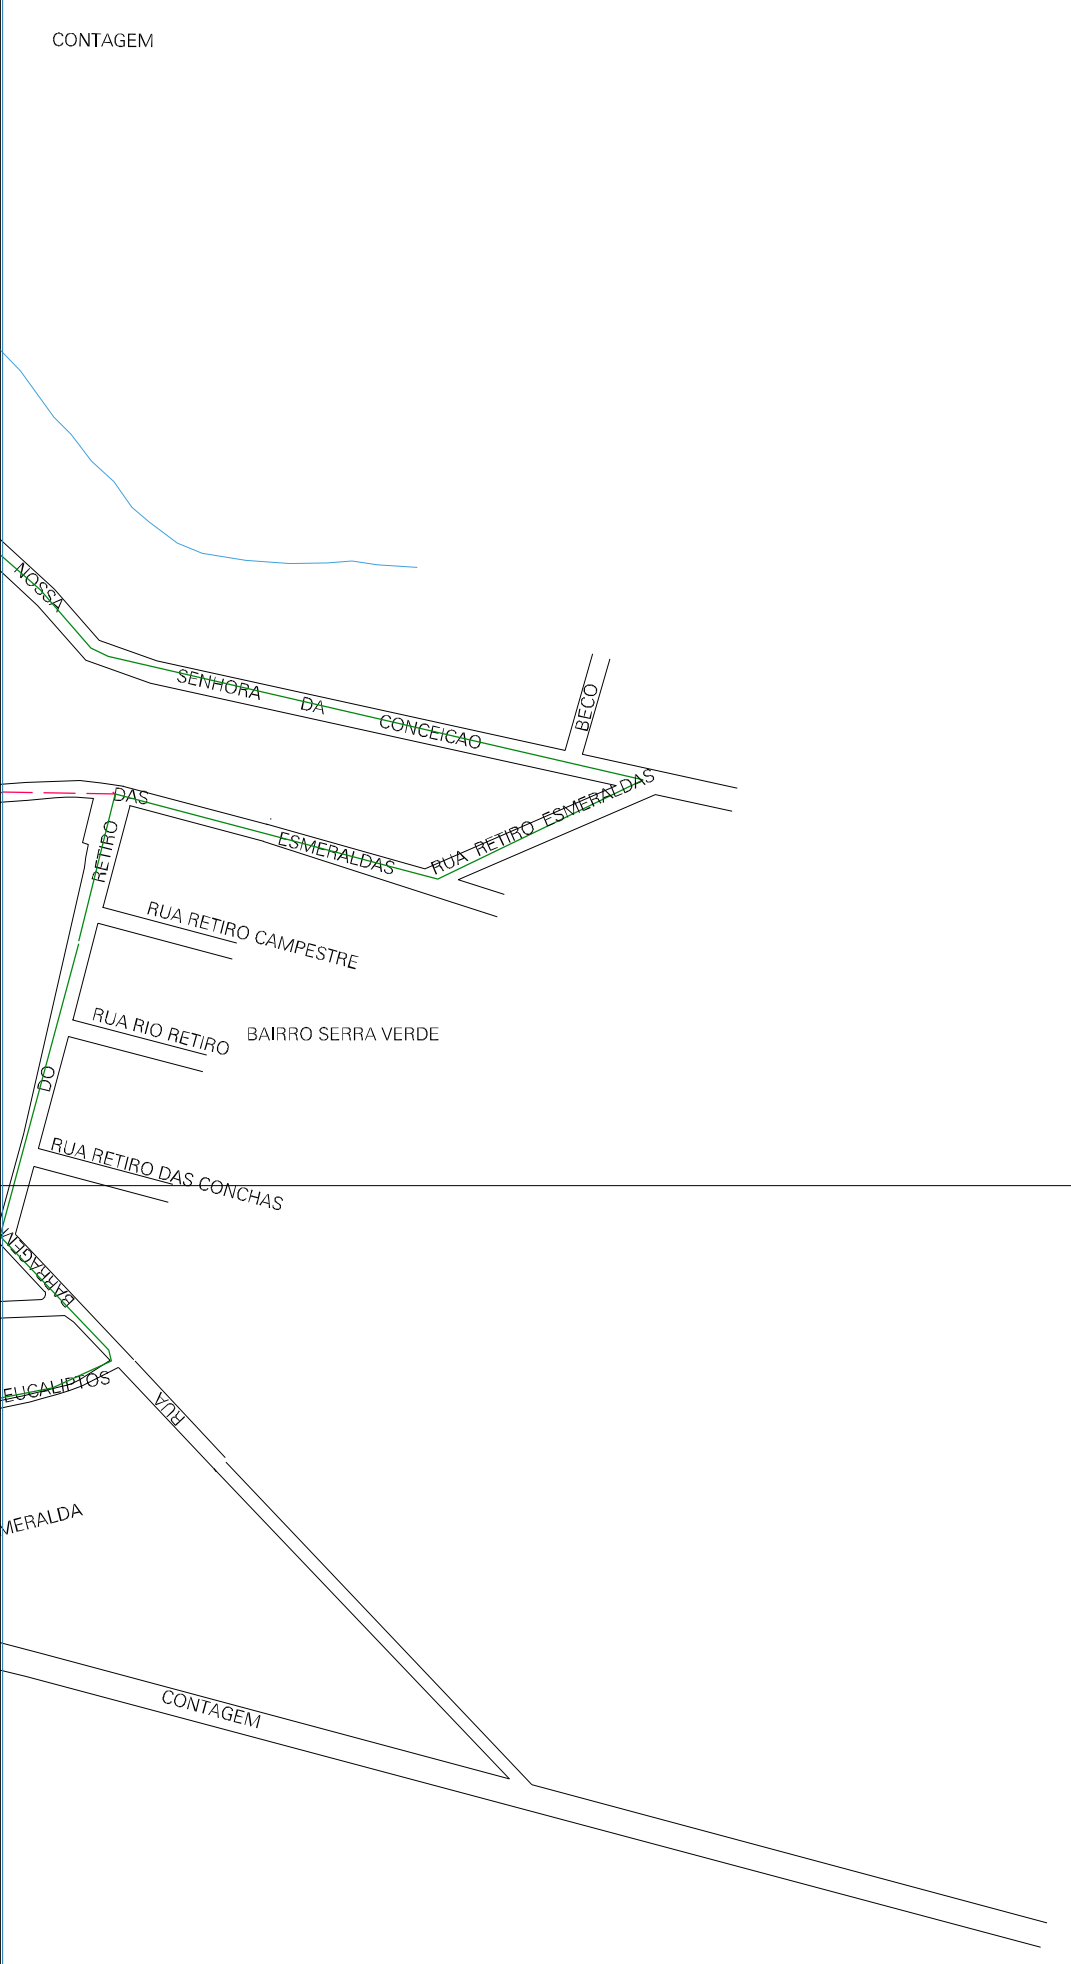 CONTAGEM
NOSSA
SENHORA DA CONCEICAO
BECO
DAS
ESMERALDAS
RUA RETIRO ESMERALDAS
RETIRO
RUA RETIRO CAMPESTRE
RUA RIO RETIRO
BAIRRO SERRA VERDE
DO
RUA RETIRO DAS CONCHAS
BARRAGEM
EUCALIPTOS
RUA
MERALDA
CONTAGEM